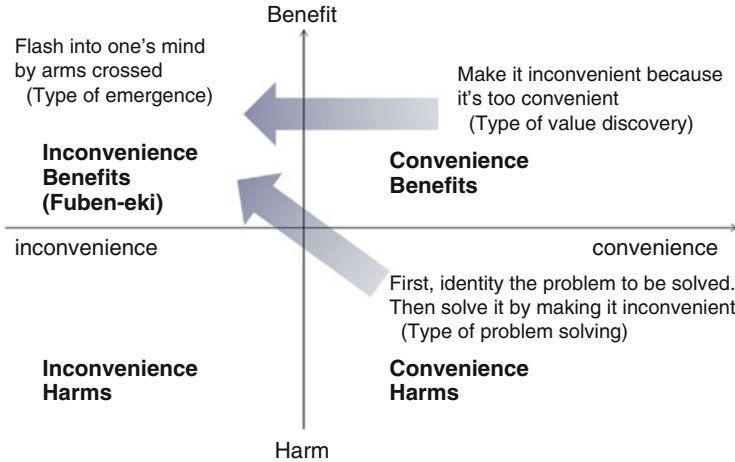 Benefit
Flash into one's mind
by arms crossed
(Type of emergence)
Make it inconvenient because
it's too convenient
(Type of value discovery)
Inconvenience
Benefits
(Fuben-eki)
Convenience
Benefits
inconvenience
convenience
First, identity the problem to be solved.
Then solve it by making it inconvenient
(Type of problem solving)
Inconvenience
Harms
Convenience
Harms
Harm